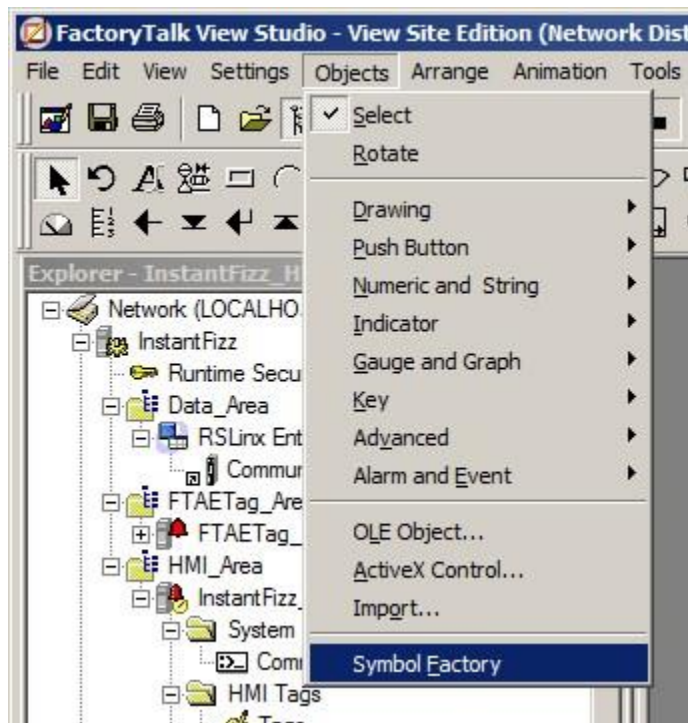 FactoryTalk View Studio - View Site Edition (Network Dist
File Edit View Settings Objects Arrange Animation Tools
Select
Rotate
Drawing
Push Button
Numeric and String
Indicator
Gauge and Graph
Key
Advanced
Alarm and Event
OLE Object...
ActiveX Control...
Import...
Symbol Factory
Explorer - InstantFizz_H
Network (LOCALHO
InstantFizz
Runtime Secu
Data_Area
RSLinx Ent
Commun
FTAETag_Are
FTAETag_
HMI_Area
InstantFizz_
System
Comm
HMI Tags
Tags